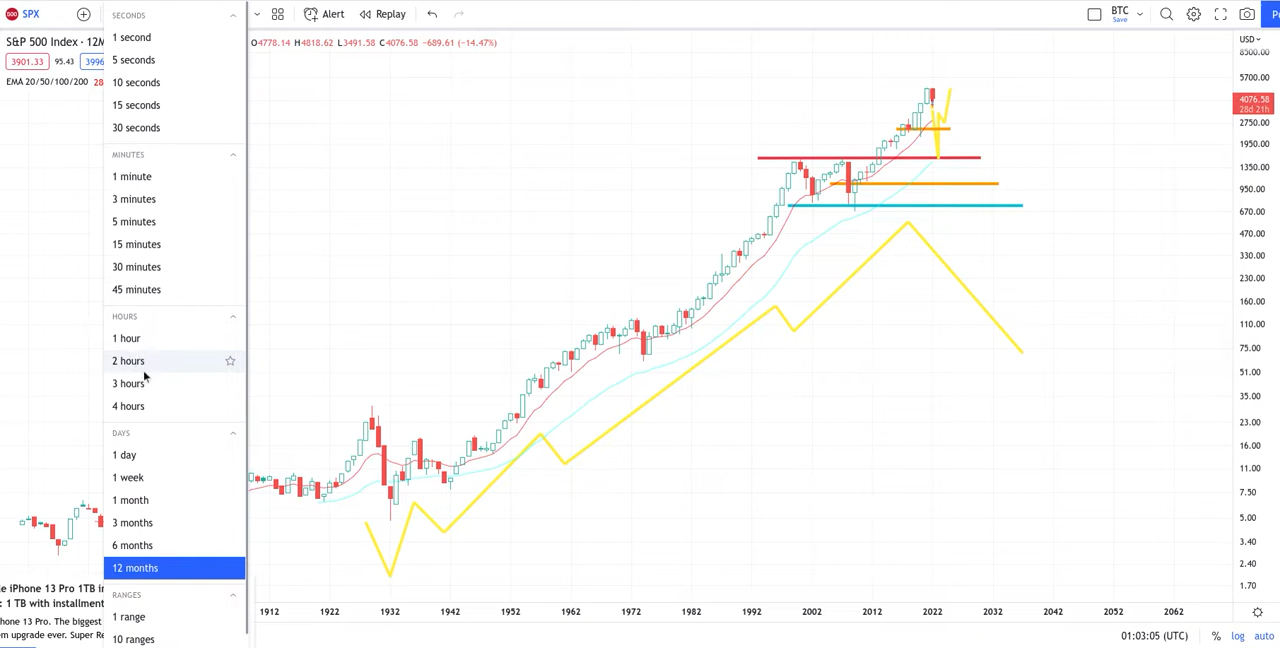 500 SPX
Alert
Replay
BTC
Save
S&P 500 Index · 12M
O4778.14 H4818.62 L3491.58 C4076.58 -689.61 (-14.47%)
3901.33 95.43 3996
EMA 20/50/100/200 28
SECONDS
1 second
5 seconds
10 seconds
15 seconds
30 seconds
MINUTES
1 minute
3 minutes
5 minutes
15 minutes
30 minutes
45 minutes
HOURS
1 hour
2 hours
3 hours
4 hours
DAYS
1 day
1 week
1 month
3 months
6 months
12 months
RANGES
1 range
10 ranges
e iPhone 13 Pro 1TB i
: 1 TB with installment
hone 13 Pro. The biggest
m upgrade ever. Super Re
USD
8500.00
5700.00
4076.58
28d 21h
2750.00
1950.00
1350.00
950.00
670.00
470.00
330.00
230.00
160.00
110.00
75.00
51.00
35.00
23.00
16.00
11.00
7.50
5.00
3.40
2.40
1.70
1912 1922 1932 1942 1952 1962 1972 1982 1992 2002 2012 2022 2032 2042 2052 2062
01:03:05 (UTC) % log auto